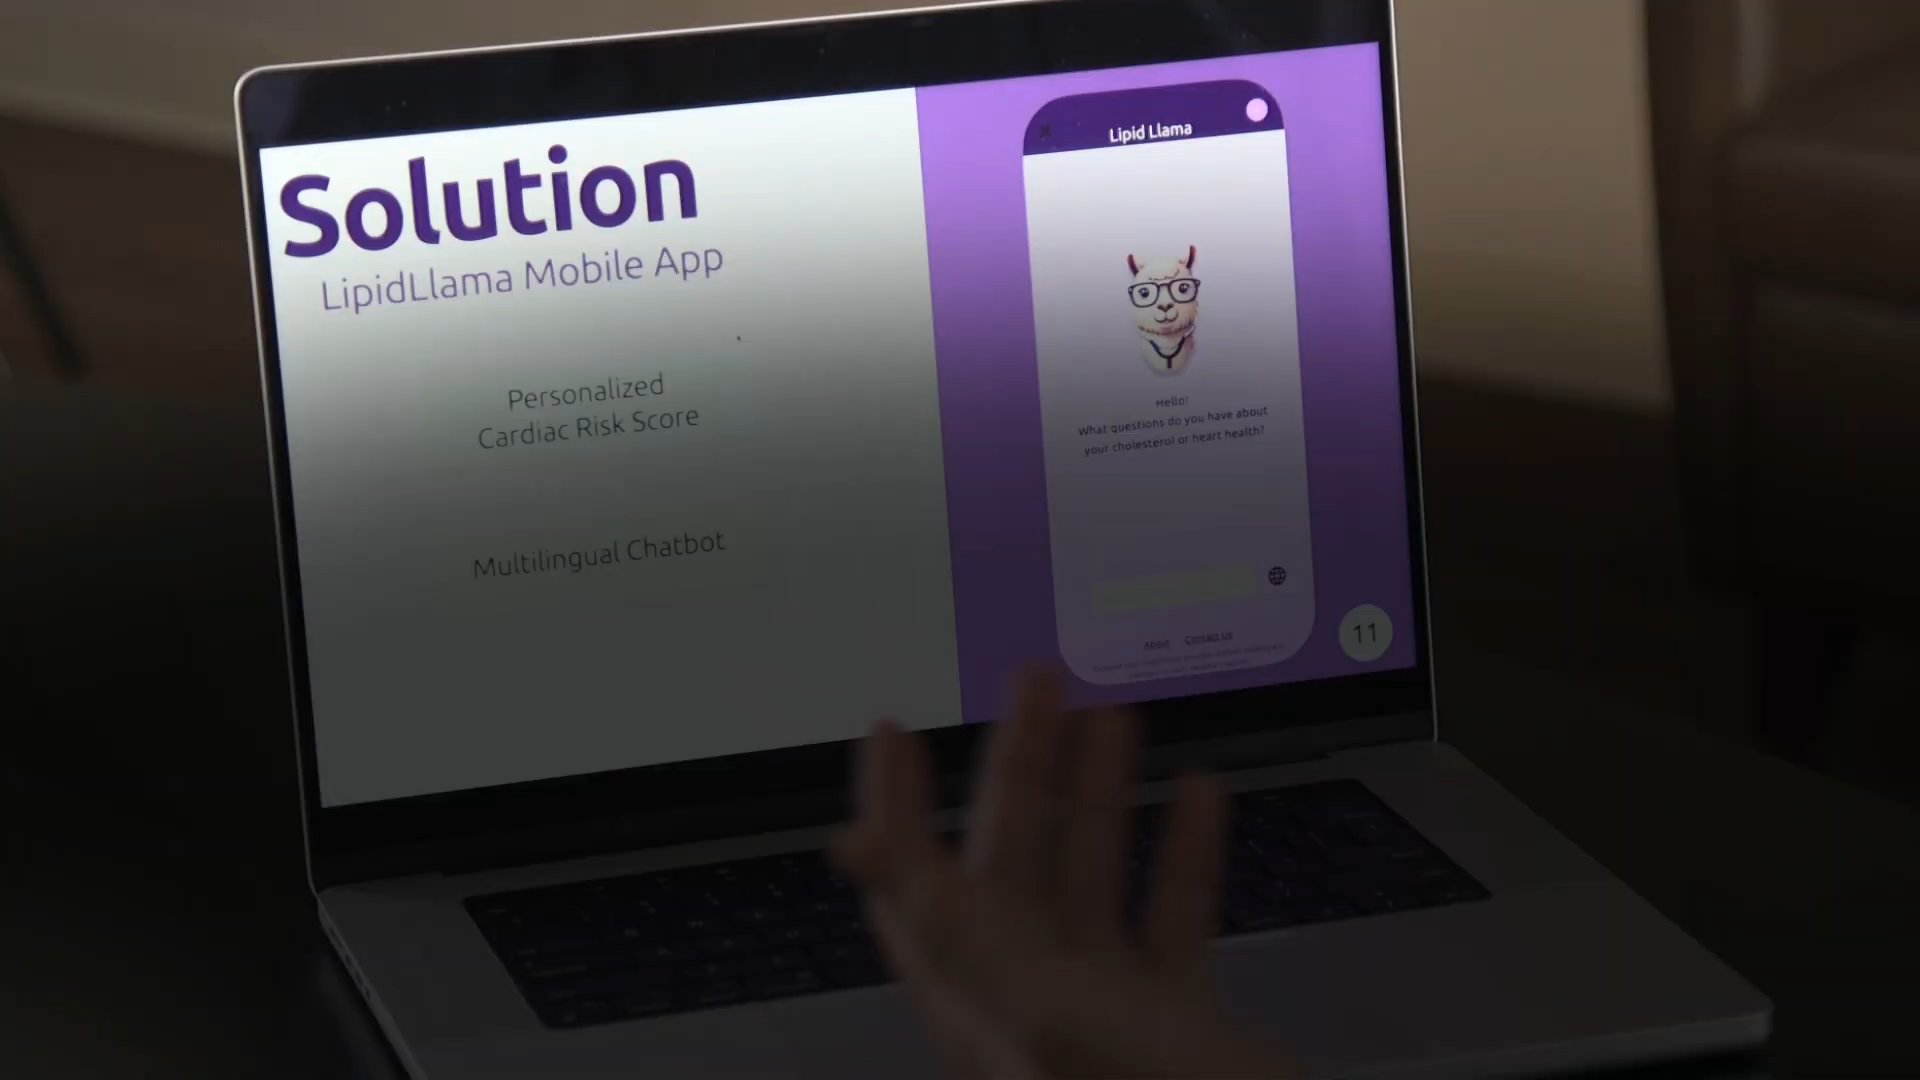 Solution
LipidLlama Mobile App
Personalized
Cardiac Risk Score
Multilingual Chatbot
Lipid Llama
Hello!
What questions do you have about
your cholesterol or heart health?
About Contact us
11